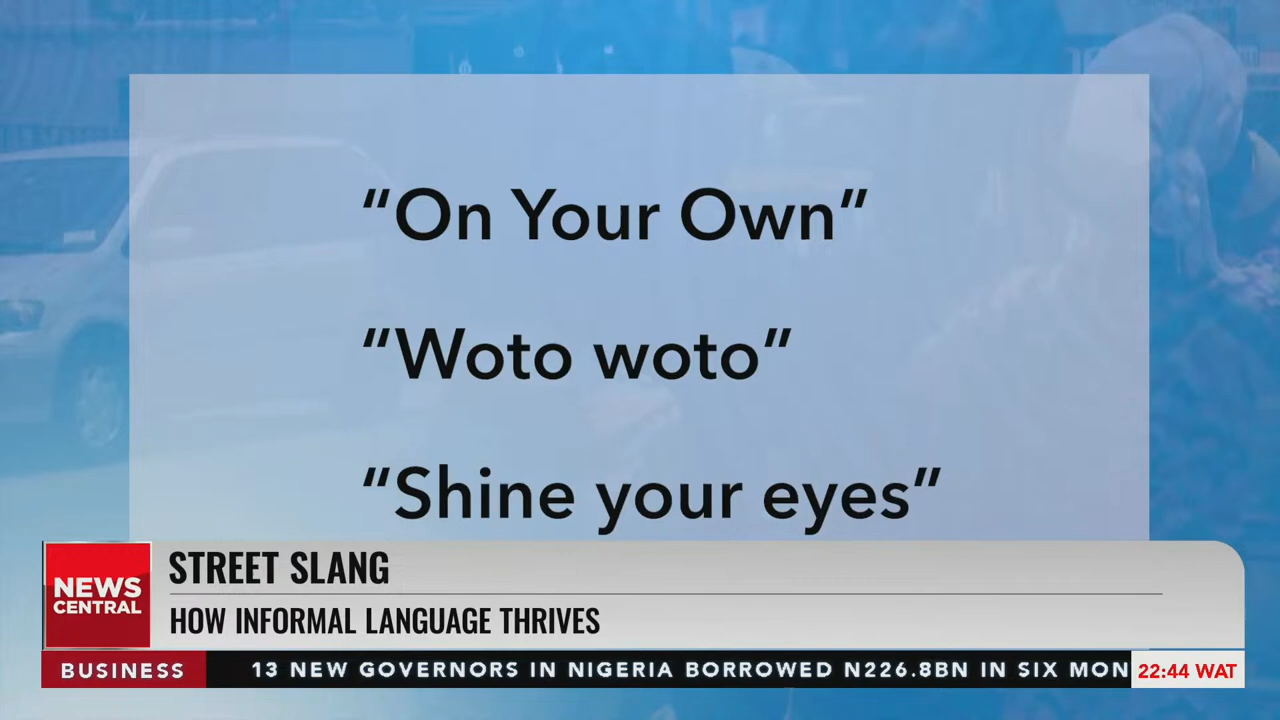 “On Your Own”
“Woto woto”
“Shine your eyes”
STREET SLANG
HOW INFORMAL LANGUAGE THRIVES
NEWS
CENTRAL
BUSINESS
13 NEW GOVERNORS IN NIGERIA BORROWED N226.8BN IN SIX MON
22:44 WAT